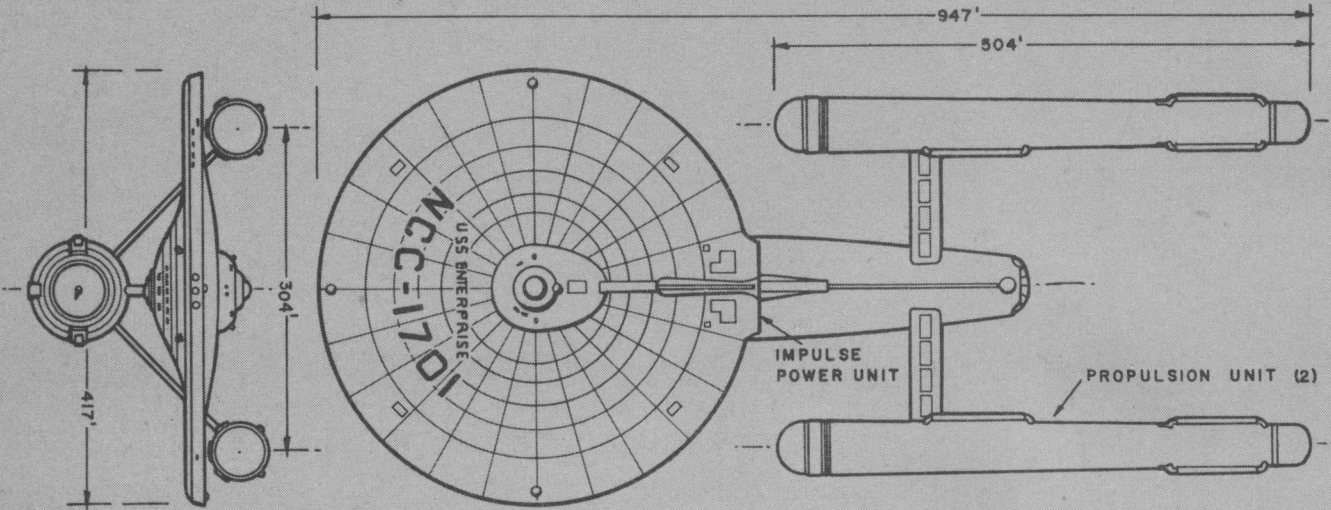 947'
504'
417'
304'
NCC-1701
USS ENTERPRISE
IMPULSE
POWER UNIT
PROPULSION UNIT (2)